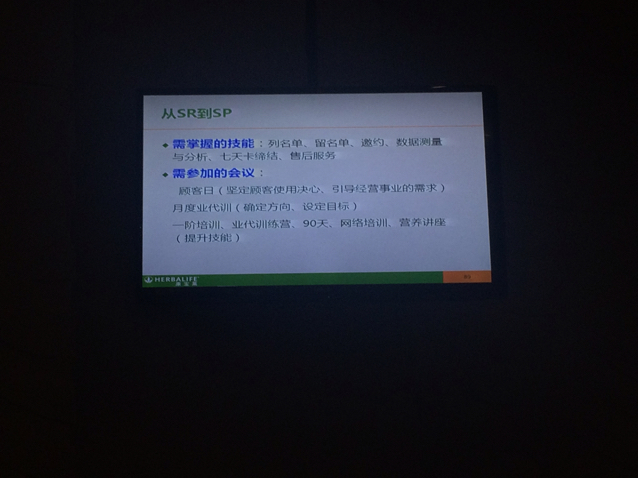 从SR到SP
需掌握的技能：列名单、留名单、邀约、数据测量
与分析、七天卡缔结、售后服务
需参加的会议：
顾客日（坚定顾客使用决心、引导经营事业的需求）
月度业代训（确定方向、设定目标）
一阶培训、业代训练营、90天、网络培训、营养讲座
（提升技能）
HERBALIFE